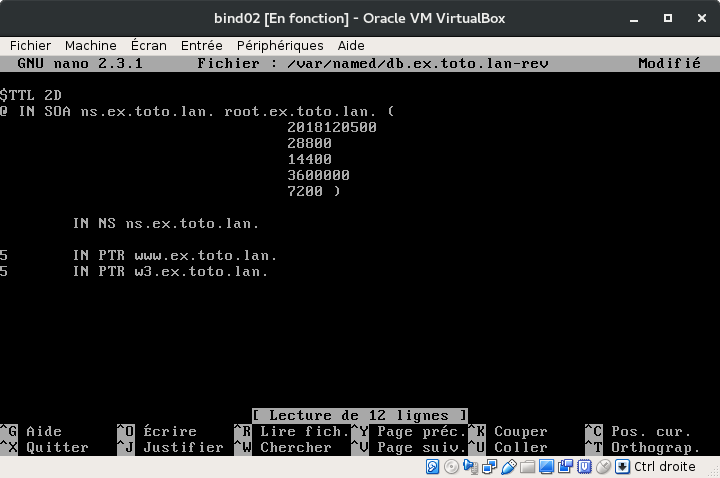 bind02 [En fonction] - Oracle VM VirtualBox
Fichier Machine Écran Entrée Périphériques Aide
GNU nano 2.3.1 Fichier : /var/named/db.ex.toto.lan-rev Modifié
$TTL 2D
@ IN SOA ns.ex.toto.lan. root.ex.toto.lan. (
2018120500
28800
14400
3600000
7200 )
IN NS ns.ex.toto.lan.
5 IN PTR www.ex.toto.lan.
5 IN PTR w3.ex.toto.lan.
[ Lecture de 12 lignes ]
^G Aide ^O Écrire ^R Lire fich. ^Y Page préc. ^K Couper ^C Pos. cur.
^X Quitter ^J Justifier ^W Chercher ^V Page suiv. ^U Coller ^T Orthograp.
Ctrl droite